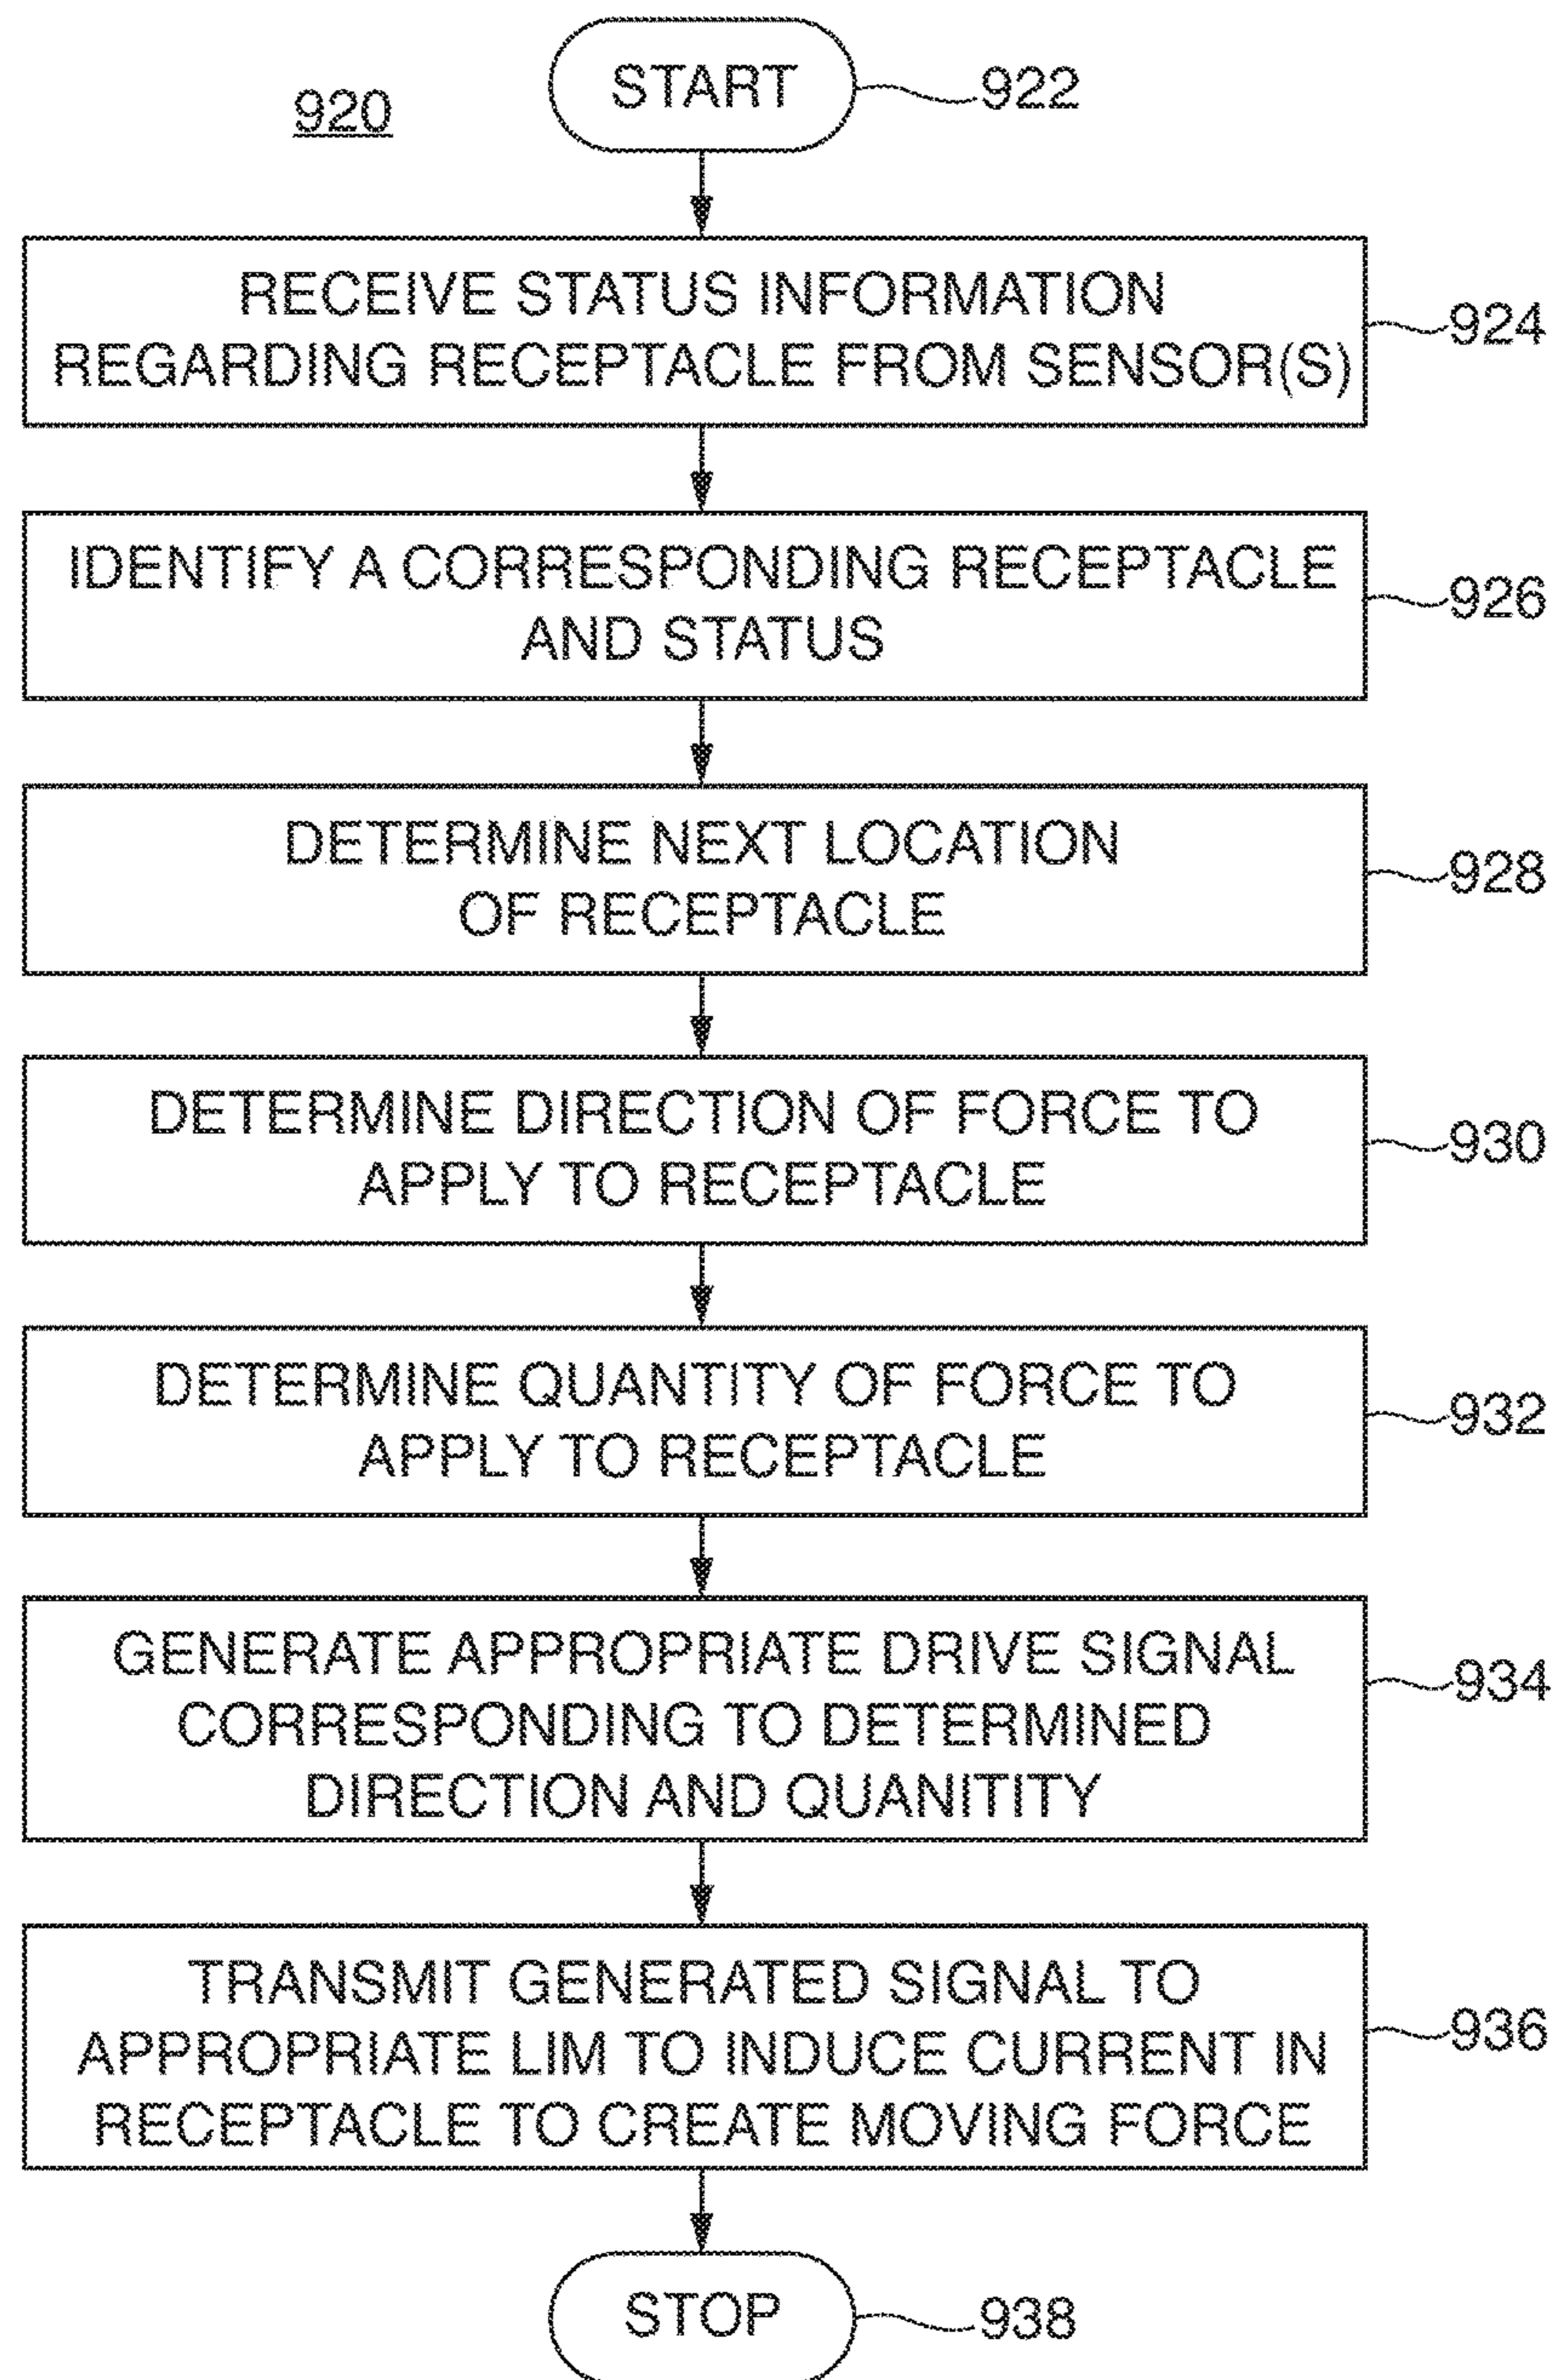 START
922
920
RECEIVE STATUS INFORMATION
REGARDING RECEPTACLE FROM SENSOR(S)
924
IDENTIFY A CORRESPONDING RECEPTACLE
AND STATUS
926
DETERMINE NEXT LOCATION
OF RECEPTACLE
928
DETERMINE DIRECTION OF FORCE TO
APPLY TO RECEPTACLE
930
DETERMINE QUANTITY OF FORCE TO
APPLY TO RECEPTACLE
932
GENERATE APPROPRIATE DRIVE SIGNAL
CORRESPONDING TO DETERMINED
DIRECTION AND QUANITITY
934
TRANSMIT GENERATED SIGNAL TO
APPROPRIATE LIM TO INDUCE CURRENT IN
RECEPTACLE TO CREATE MOVING FORCE
936
STOP
938